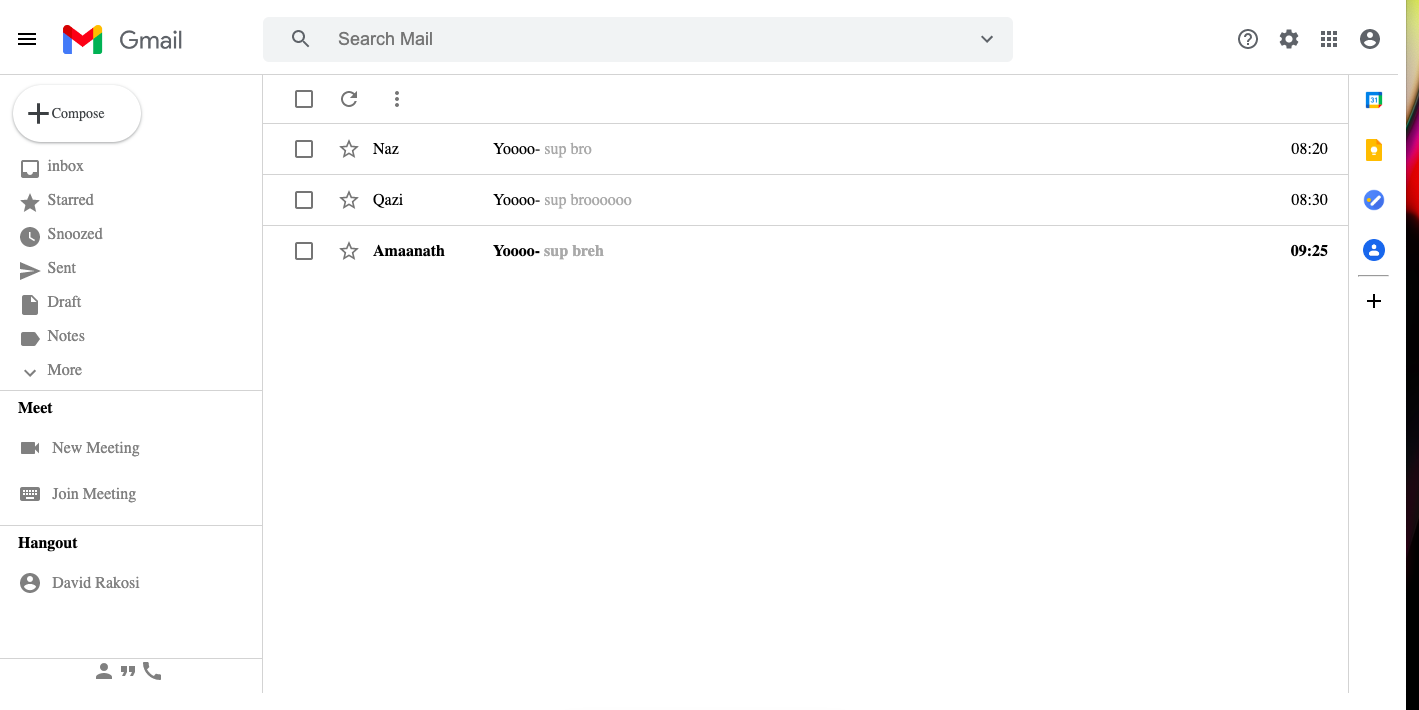 Gmail
Search Mail
Compose
inbox
Starred
Snoozed
Sent
Draft
Notes
More
Meet
New Meeting
Join Meeting
Hangout
David Rakosi
Naz Yoooo- sup bro 08:20
Qazi Yoooo- sup broooooo 08:30
Amaanath Yoooo- sup breh 09:25
31